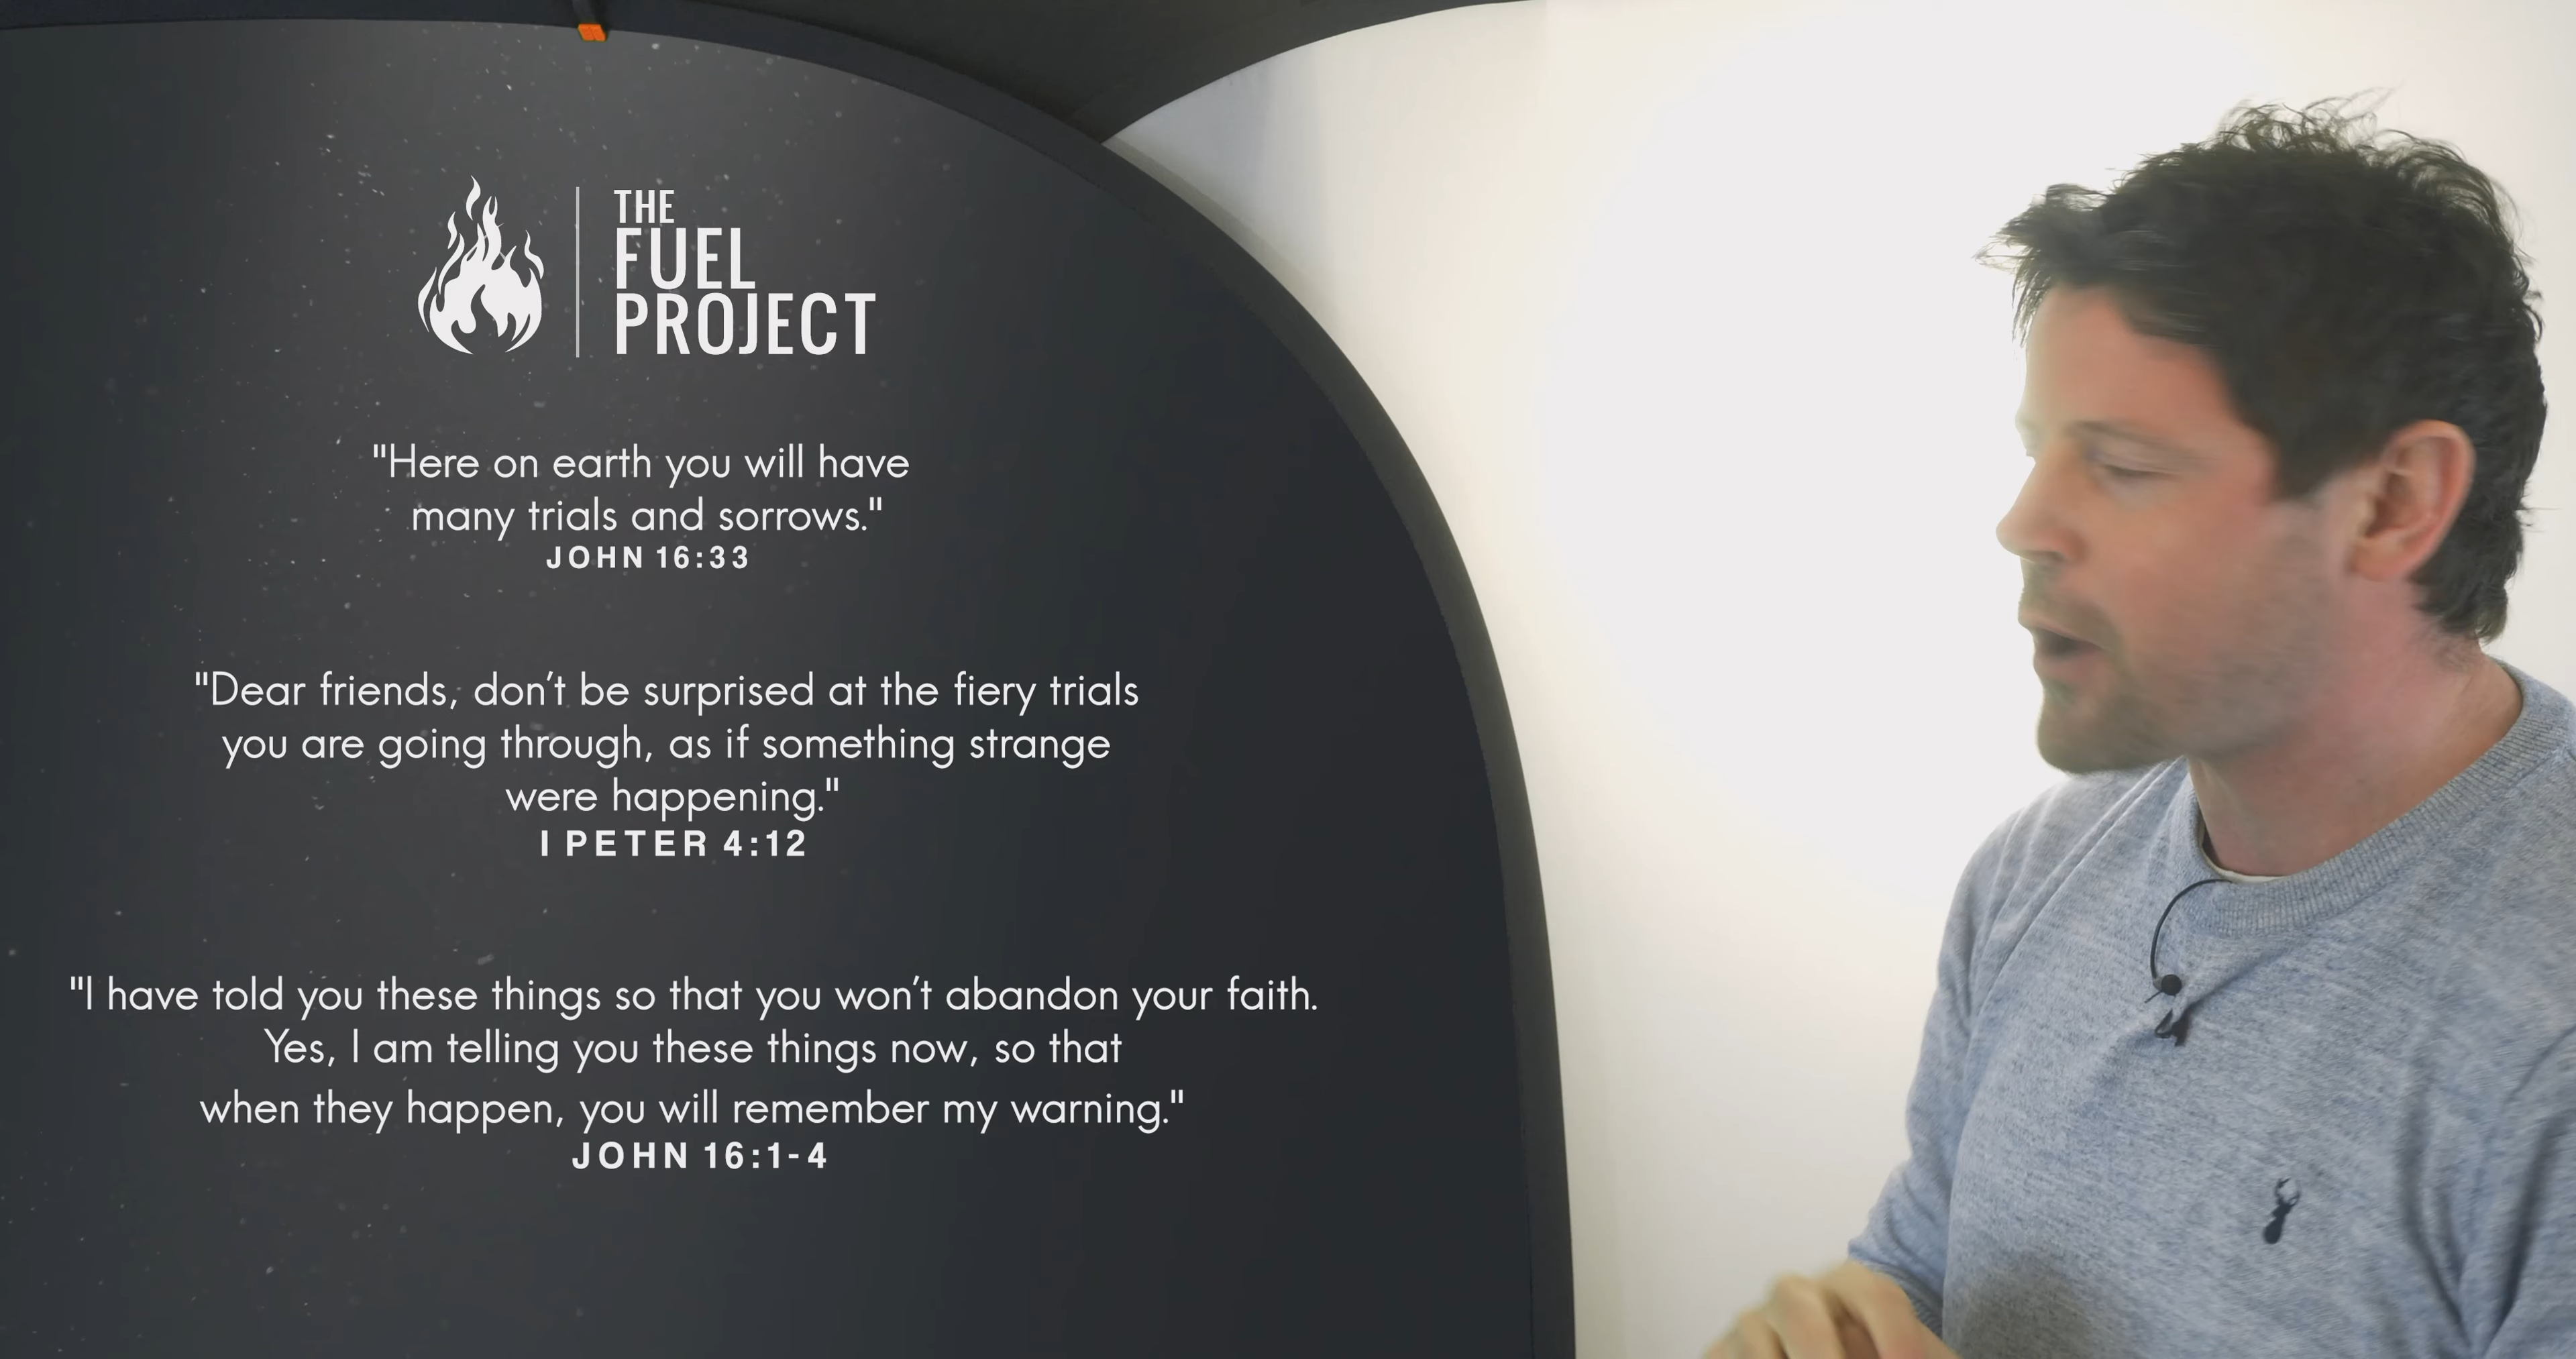 THE
FUEL
PROJECT
"Here on earth you will have
many trials and sorrows."
JOHN 16:33
"Dear friends, don’t be surprised at the fiery trials
you are going through, as if something strange
were happening."
I PETER 4:12
"I have told you these things so that you won’t abandon your faith.
Yes, I am telling you these things now, so that
when they happen, you will remember my warning."
JOHN 16:1-4